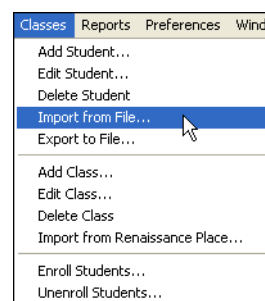 Classes Reports Preferences Wind
Add Student...
Edit Student...
Delete Student
Import from File...
Export to File...
Add Class...
Edit Class...
Delete Class
Import from Renaissance Place...
Enroll Students...
Unenroll Students...